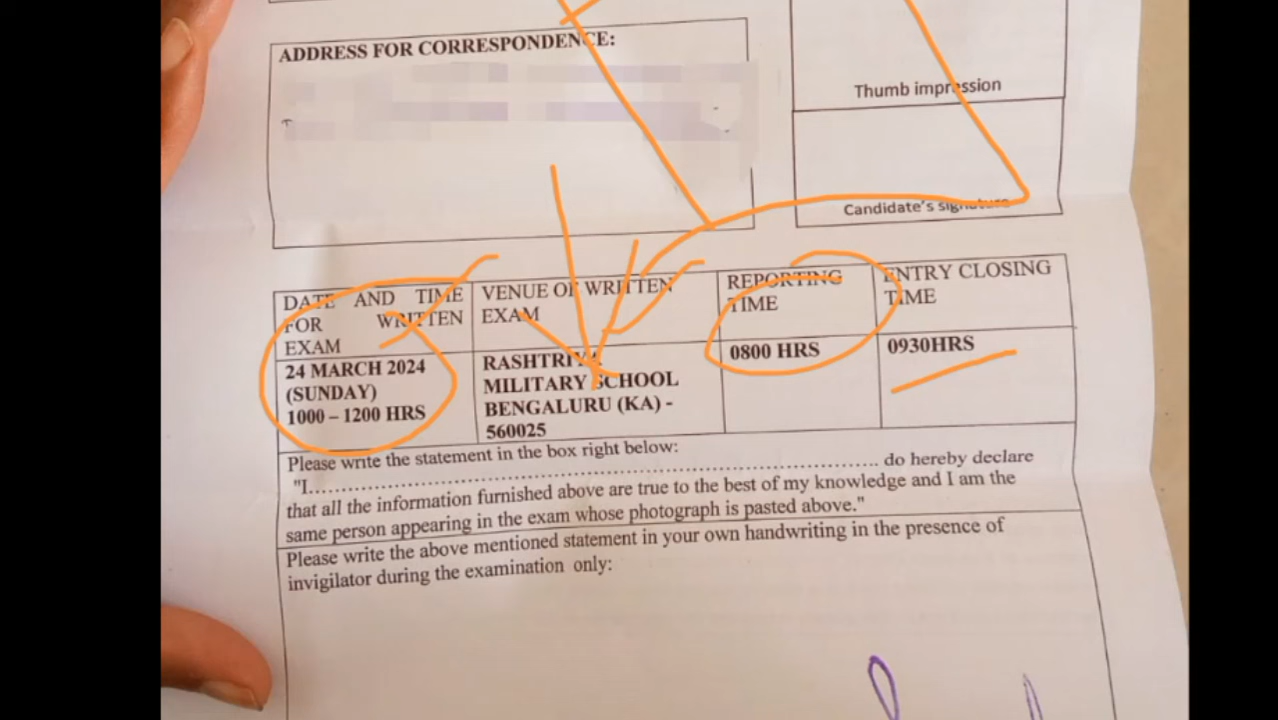 ADDRESS FOR CORRESPONDENCE:
Thumb impression
Candidate's signature
DATE AND TIME FOR WRITTEN EXAM
VENUE OF WRITTEN EXAM
REPORTING TIME
ENTRY CLOSING TIME
24 MARCH 2024
(SUNDAY)
1000 – 1200 HRS
RASHTRIYA
MILITARY SCHOOL
BENGALURU (KA) -
560025
0800 HRS
0930HRS
Please write the statement in the box right below:
"I........................................................................................ do hereby declare
that all the information furnished above are true to the best of my knowledge and I am the
same person appearing in the exam whose photograph is pasted above."
Please write the above mentioned statement in your own handwriting in the presence of
invigilator during the examination only: